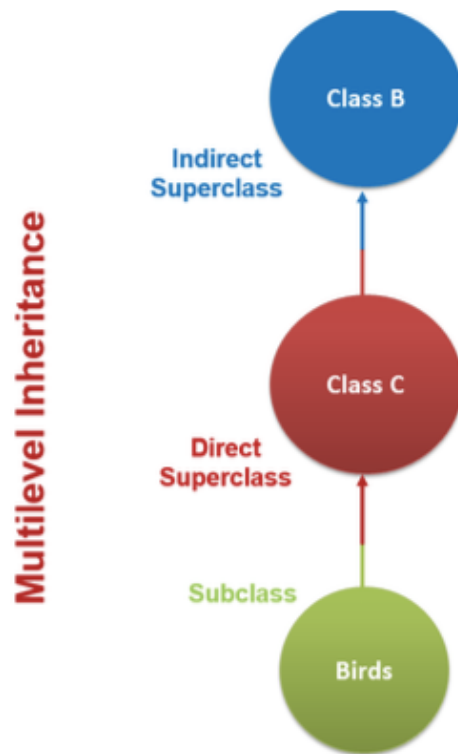 Class B
Indirect
Superclass
Multilevel Inheritance
Class C
Direct
Superclass
Subclass
Birds